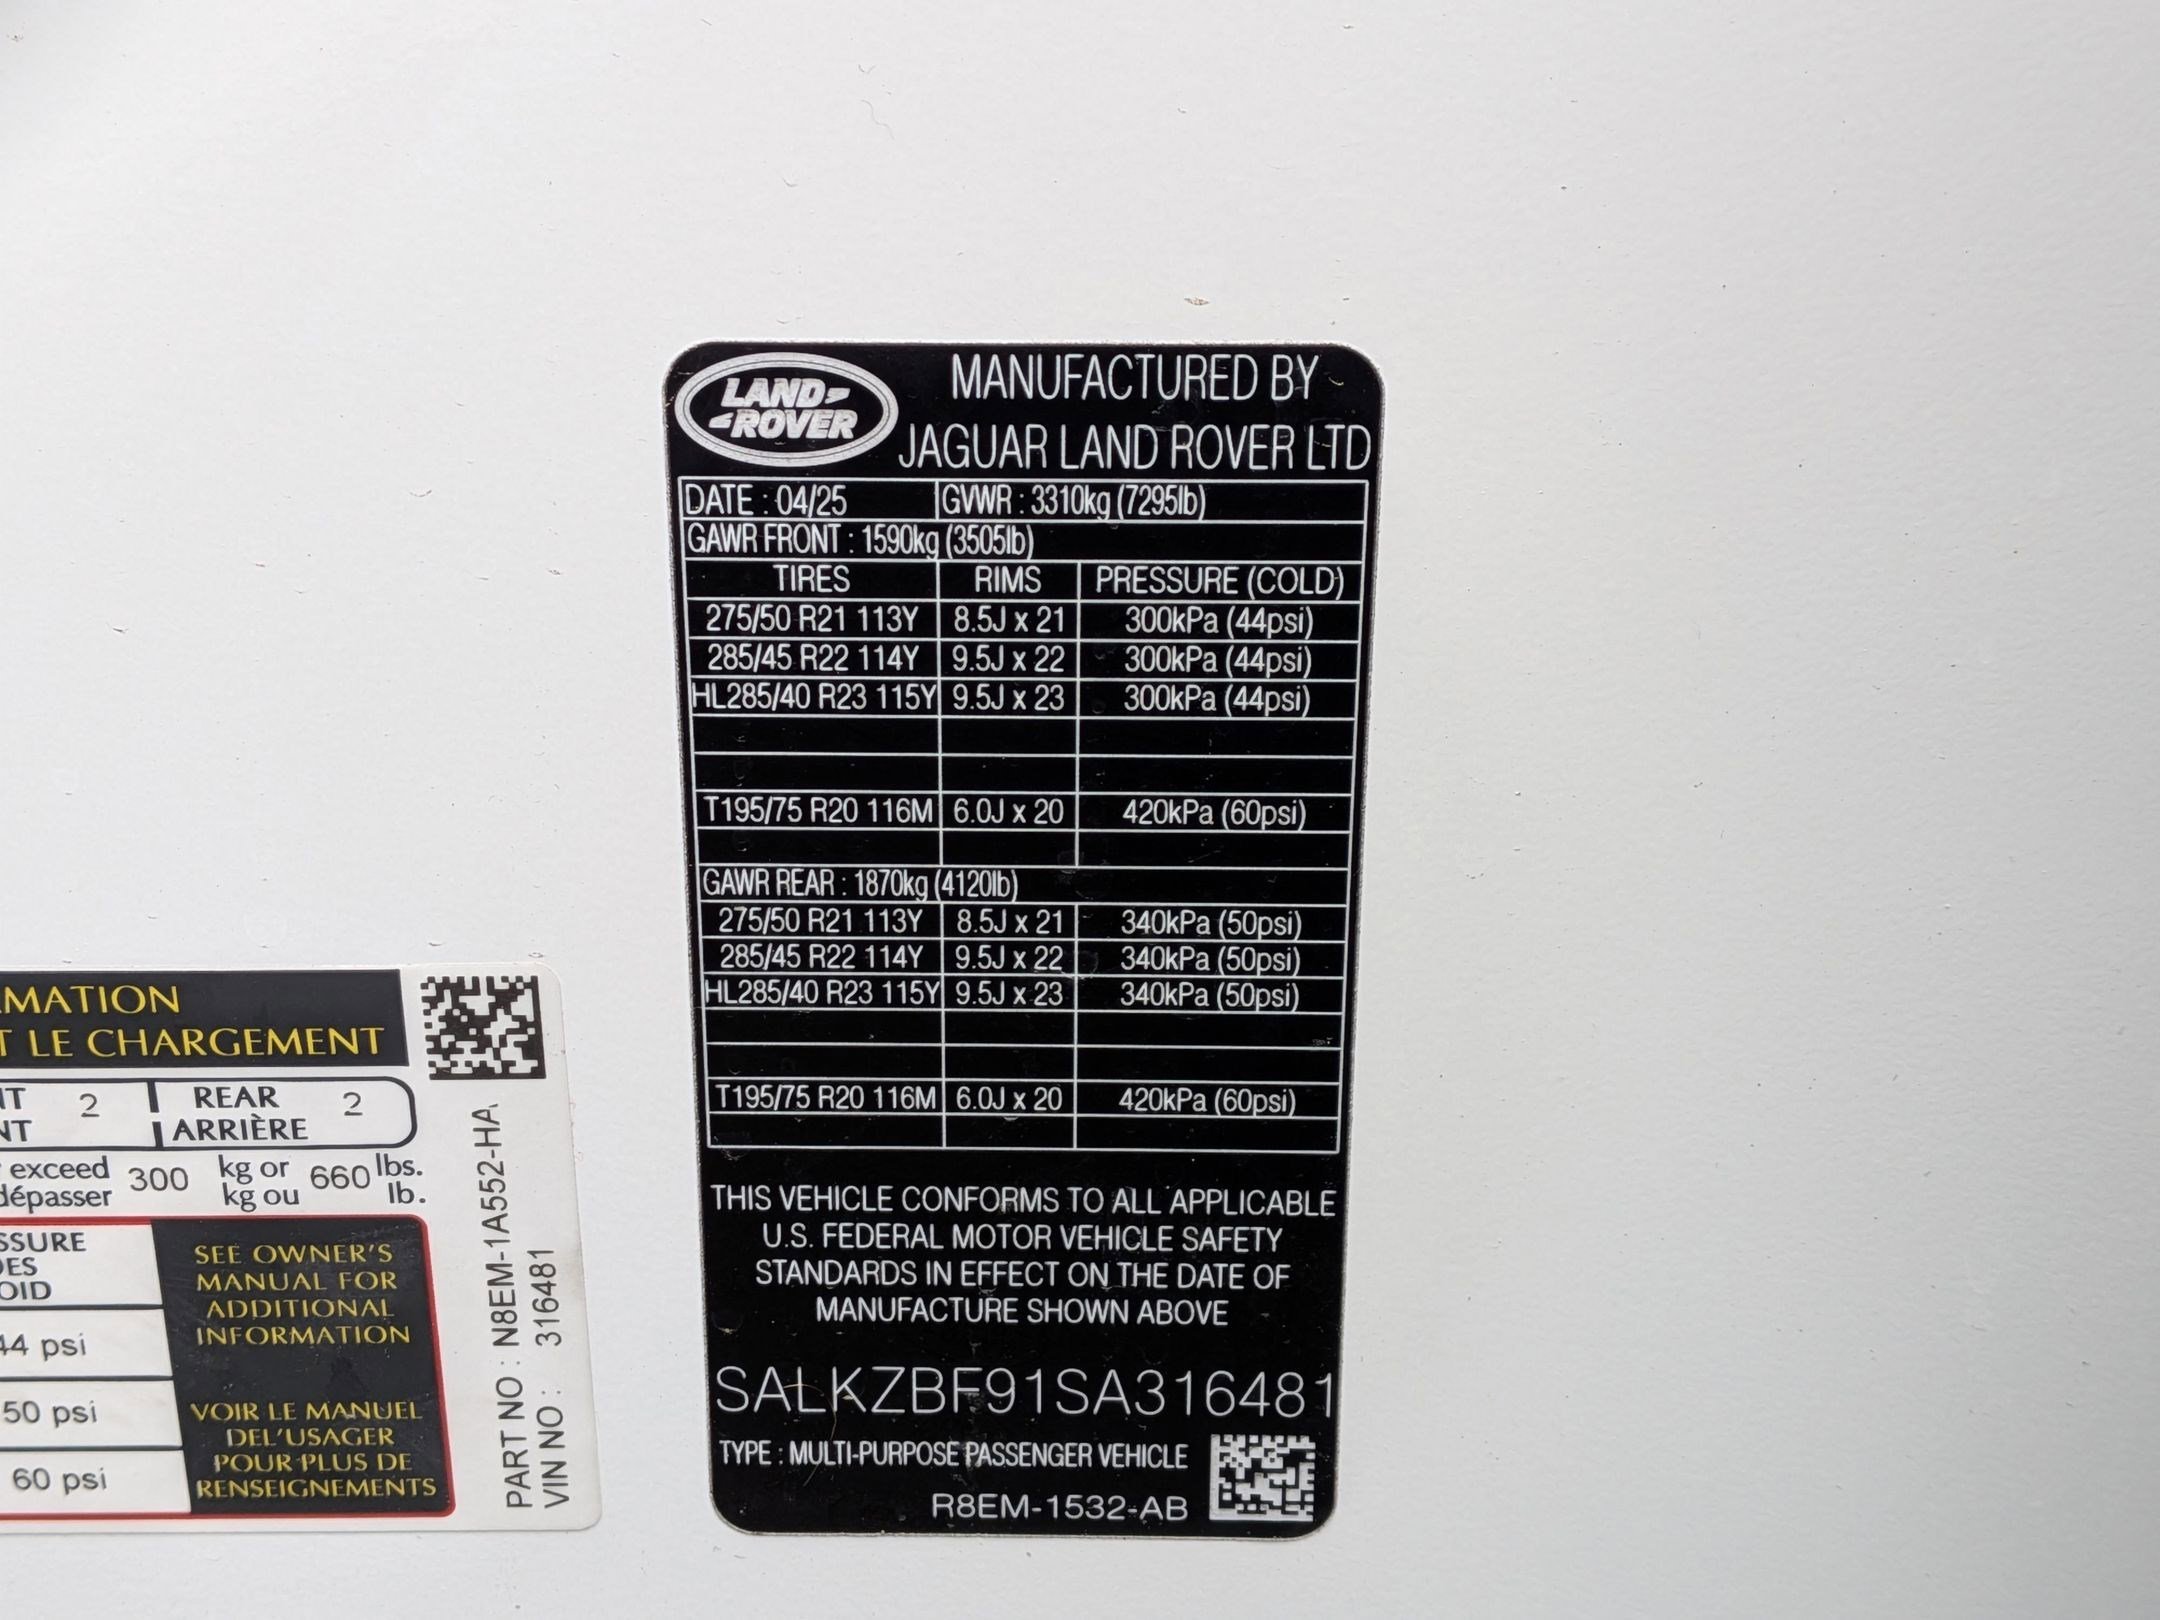 LAND
ROVER
MANUFACTURED BY
JAGUAR LAND ROVER LTD
DATE : 04/25 GVWR : 3310kg (7295lb)
GAWR FRONT : 1590kg (3505lb)
TIRES RIMS PRESSURE (COLD)
275/50 R21 113Y 8.5J x 21 300kPa (44psi)
285/45 R22 114Y 9.5J x 22 300kPa (44psi)
HL285/40 R23 115Y 9.5J x 23 300kPa (44psi)
T195/75 R20 116M 6.0J x 20 420kPa (60psi)
GAWR REAR : 1870kg (4120lb)
275/50 R21 113Y 8.5J x 21 340kPa (50psi)
285/45 R22 114Y 9.5J x 22 340kPa (50psi)
HL285/40 R23 115Y 9.5J x 23 340kPa (50psi)
T195/75 R20 116M 6.0J x 20 420kPa (60psi)
THIS VEHICLE CONFORMS TO ALL APPLICABLE
U.S. FEDERAL MOTOR VEHICLE SAFETY
STANDARDS IN EFFECT ON THE DATE OF
MANUFACTURE SHOWN ABOVE
SALKZBF91SA316481
TYPE : MULTI-PURPOSE PASSENGER VEHICLE
R8EM-1532-AB
MATION
T LE CHARGEMENT
2 REAR 2
ARRIÈRE
exceed 300 kg or 660 lbs.
dépasser kg ou lb.
SSURE
ES
OID
44 psi
50 psi
60 psi
SEE OWNER'S
MANUAL FOR
ADDITIONAL
INFORMATION
VOIR LE MANUEL
DEL'USAGER
POUR PLUS DE
RENSEIGNEMENTS
PART NO : N8EM-1A552-HA
VIN NO : 316481